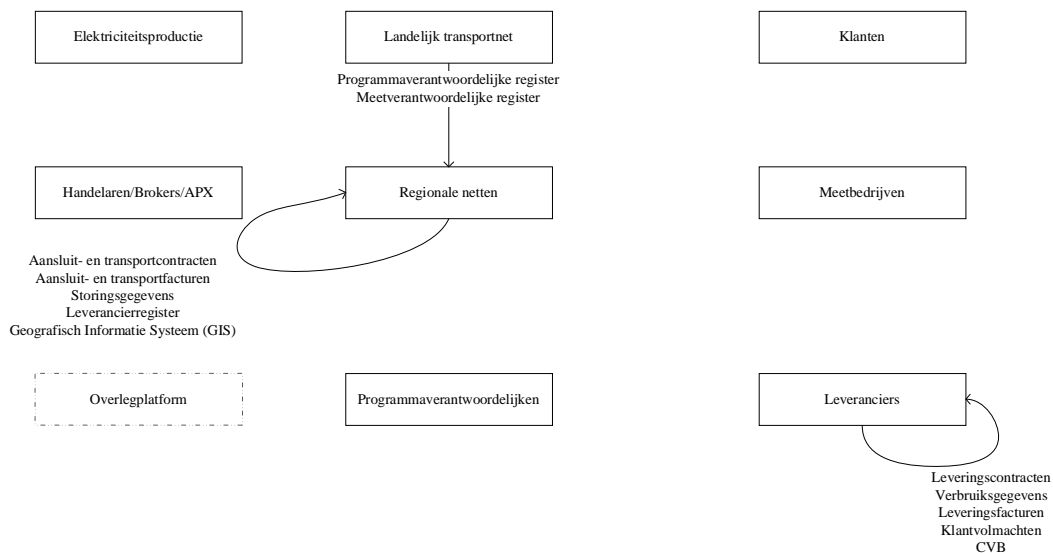 Elektriciteitsproductie
Landelijk transportnet
Klanten
Programmaverantwoordelijke register
Meetverantwoordelijke register
Handelaren/Brokers/APX
Regionale netten
Meetbedrijven
Aansluit- en transportcontracten
Aansluit- en transportfacturen
Storingsgegevens
Leverancierregister
Geografisch Informatie Systeem (GIS)
Overlegplatform
Programmaverantwoordelijken
Leveranciers
Leveringscontracten
Verbruiksgegevens
Leveringsfacturen
Klantvolmachten
CVB